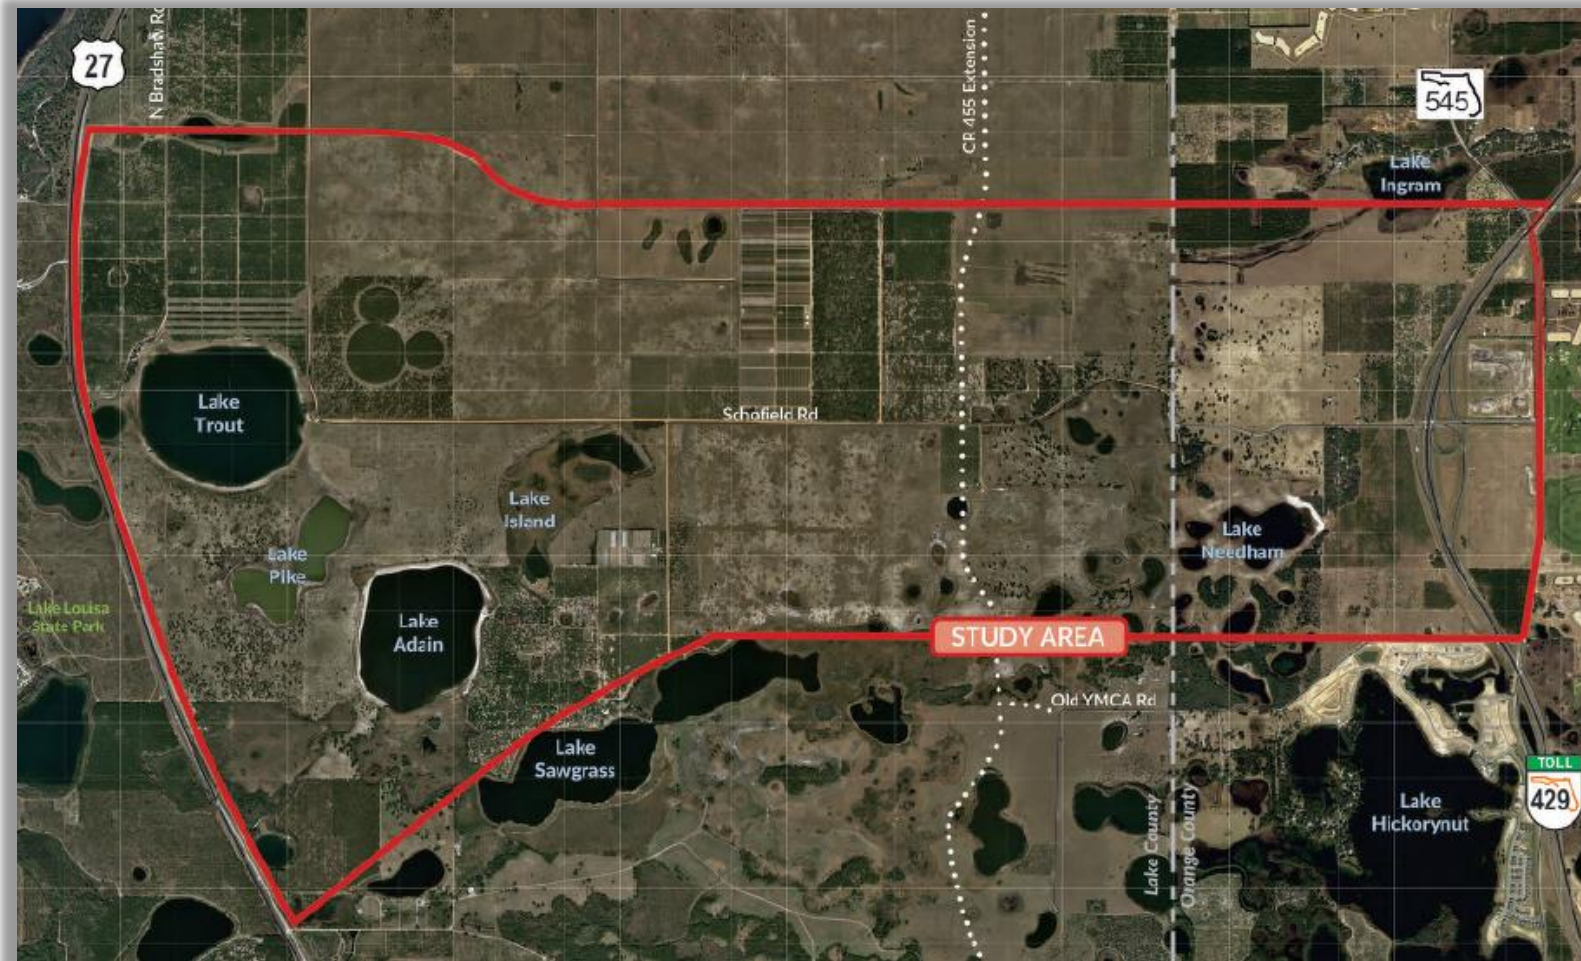 27
N Bradshaw Rd
CR 455 Extension
545
Lake
Ingram
Lake
Trout
Schofield Rd
Lake
Island
Lake
Needham
Lake
Pike
Lake Louisa
State Park
Lake
Adain
STUDY AREA
Old YMCA Rd
Lake
Sawgrass
TOLL
429
Lake
Hickorynut
Lake County
Orange County